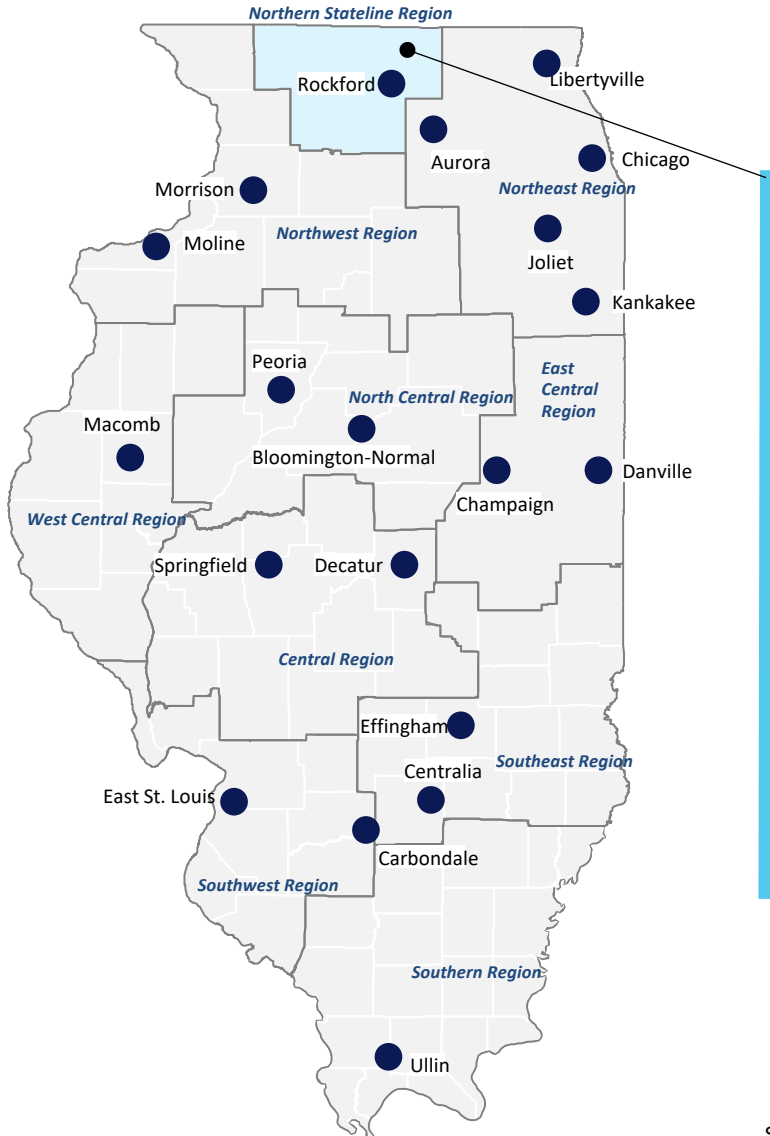 Northern Stateline Region
Rockford
Libertyville
Aurora
Chicago
Northeast Region
Morrison
Northwest Region
Moline
Joliet
Kankakee
Peoria
East
Central
Region
North Central Region
Macomb
Bloomington-Normal
Danville
Champaign
West Central Region
Springfield
Decatur
Central Region
Effingham
Southeast Region
Centralia
East St. Louis
Carbondale
Southwest Region
Southern Region
Ullin